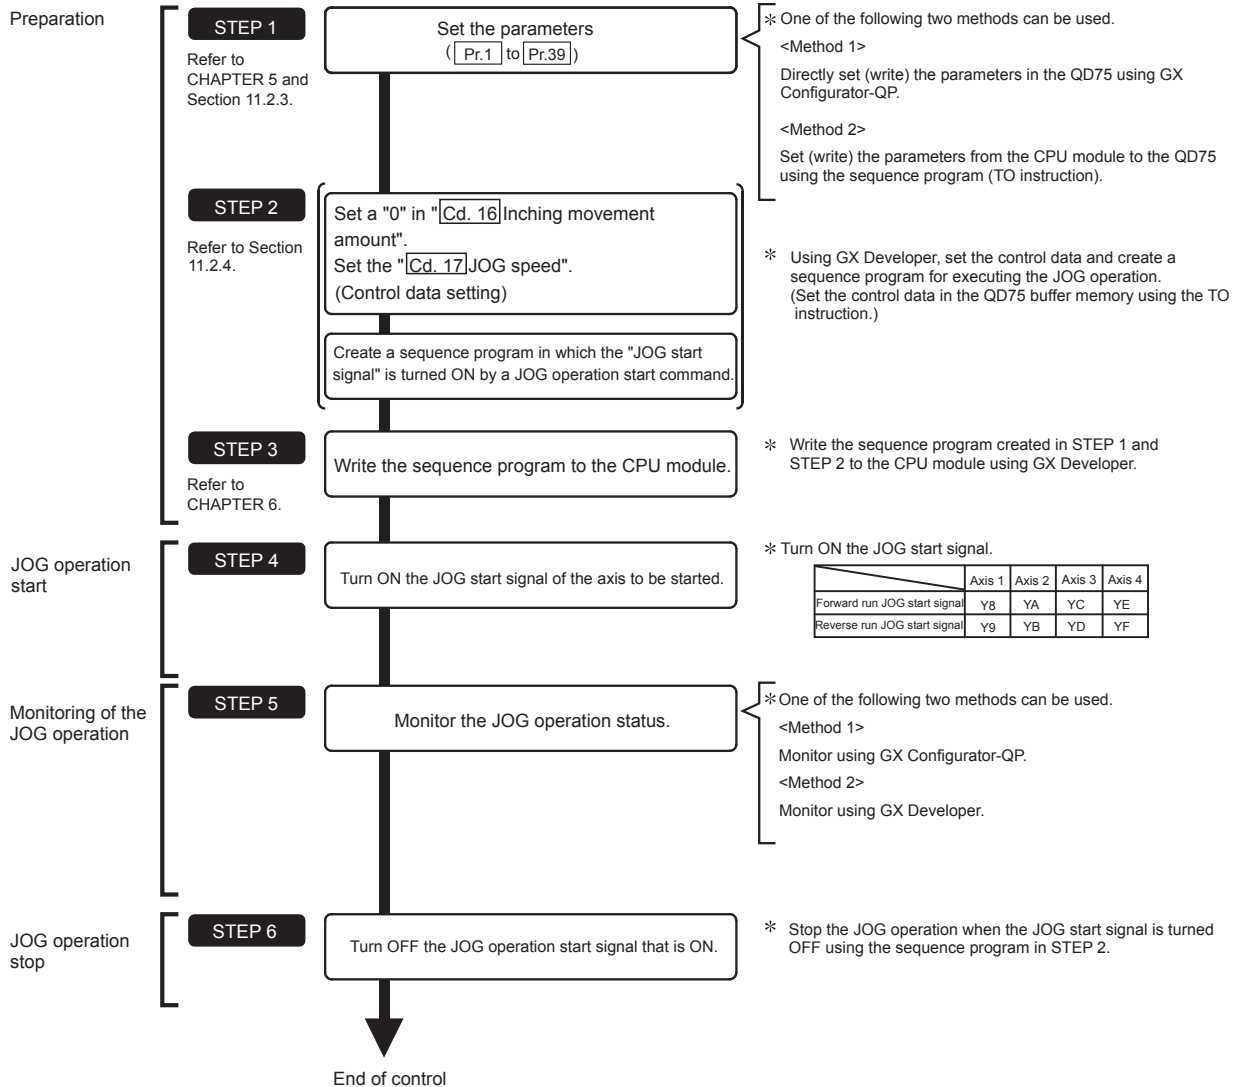 Preparation
STEP 1
Refer to
CHAPTER 5 and
Section 11.2.3.
Set the parameters
( Pr.1 to Pr.39 )
* One of the following two methods can be used.
<Method 1>
Directly set (write) the parameters in the QD75 using GX
Configurator-QP.
<Method 2>
Set (write) the parameters from the CPU module to the QD75
using the sequence program (TO instruction).
STEP 2
Refer to Section
11.2.4.
Set a "0" in " Cd. 16 Inching movement
amount".
Set the " Cd. 17 JOG speed".
(Control data setting)
Create a sequence program in which the "JOG start
signal" is turned ON by a JOG operation start command.
* Using GX Developer, set the control data and create a
sequence program for executing the JOG operation.
(Set the control data in the QD75 buffer memory using the TO
instruction.)
STEP 3
Refer to
CHAPTER 6.
Write the sequence program to the CPU module.
* Write the sequence program created in STEP 1 and
STEP 2 to the CPU module using GX Developer.
JOG operation
start
STEP 4
Turn ON the JOG start signal of the axis to be started.
* Turn ON the JOG start signal.
Axis 1 Axis 2 Axis 3 Axis 4
Forward run JOG start signal Y8 YA YC YE
Reverse run JOG start signal Y9 YB YD YF
Monitoring of the
JOG operation
STEP 5
Monitor the JOG operation status.
* One of the following two methods can be used.
<Method 1>
Monitor using GX Configurator-QP.
<Method 2>
Monitor using GX Developer.
JOG operation
stop
STEP 6
Turn OFF the JOG operation start signal that is ON.
* Stop the JOG operation when the JOG start signal is turned
OFF using the sequence program in STEP 2.
End of control